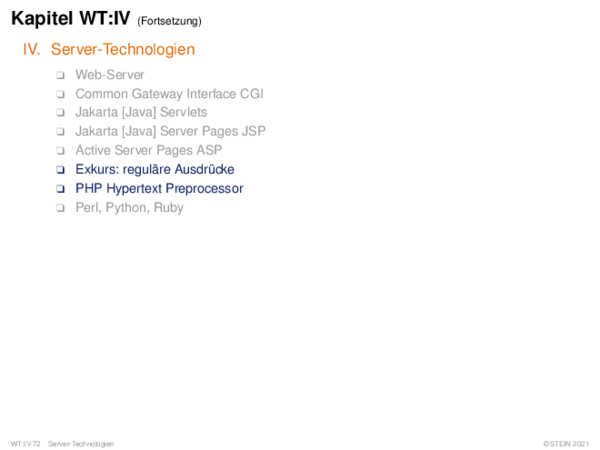 Kapitel WT:IV (Fortsetzung)
IV. Server-Technologien
❑ Web-Server
❑ Common Gateway Interface CGI
❑ Jakarta [Java] Servlets
❑ Jakarta [Java] Server Pages JSP
❑ Active Server Pages ASP
❑ Exkurs: reguläre Ausdrücke
❑ PHP Hypertext Preprocessor
❑ Perl, Python, Ruby
WT:IV-72 Server-Technologien ©STEIN 2021